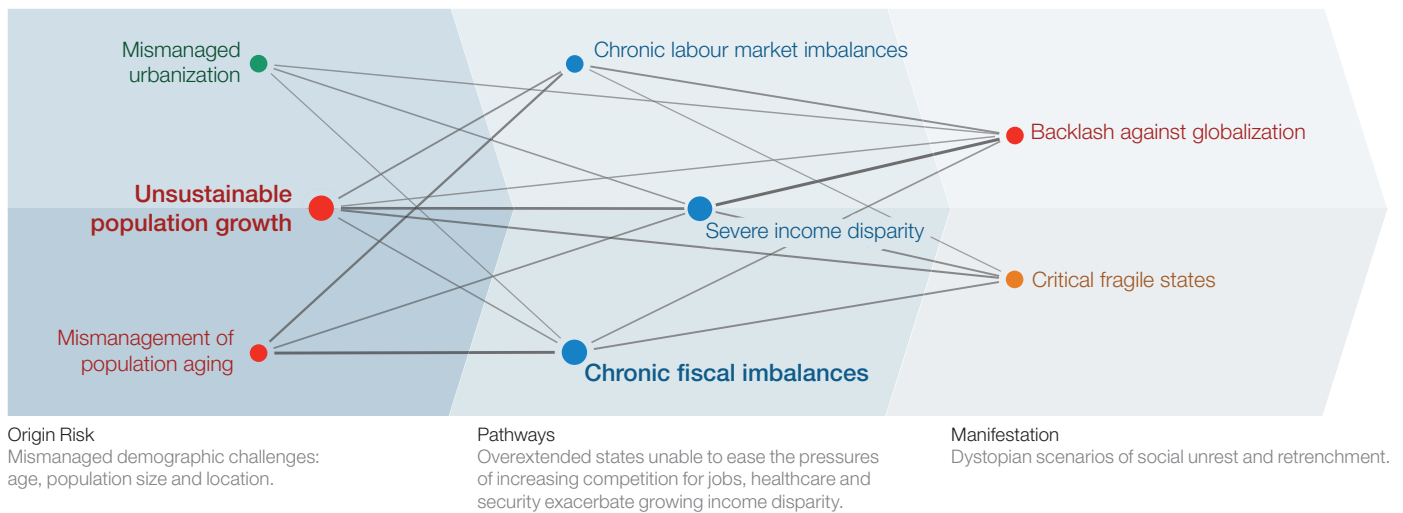 Mismanaged
urbanization
Chronic labour market imbalances
Backlash against globalization
Unsustainable
population growth
Severe income disparity
Critical fragile states
Mismanagement of
population aging
Chronic fiscal imbalances
Origin Risk
Mismanaged demographic challenges:
age, population size and location.
Pathways
Overextended states unable to ease the pressures
of increasing competition for jobs, healthcare and
security exacerbate growing income disparity.
Manifestation
Dystopian scenarios of social unrest and retrenchment.